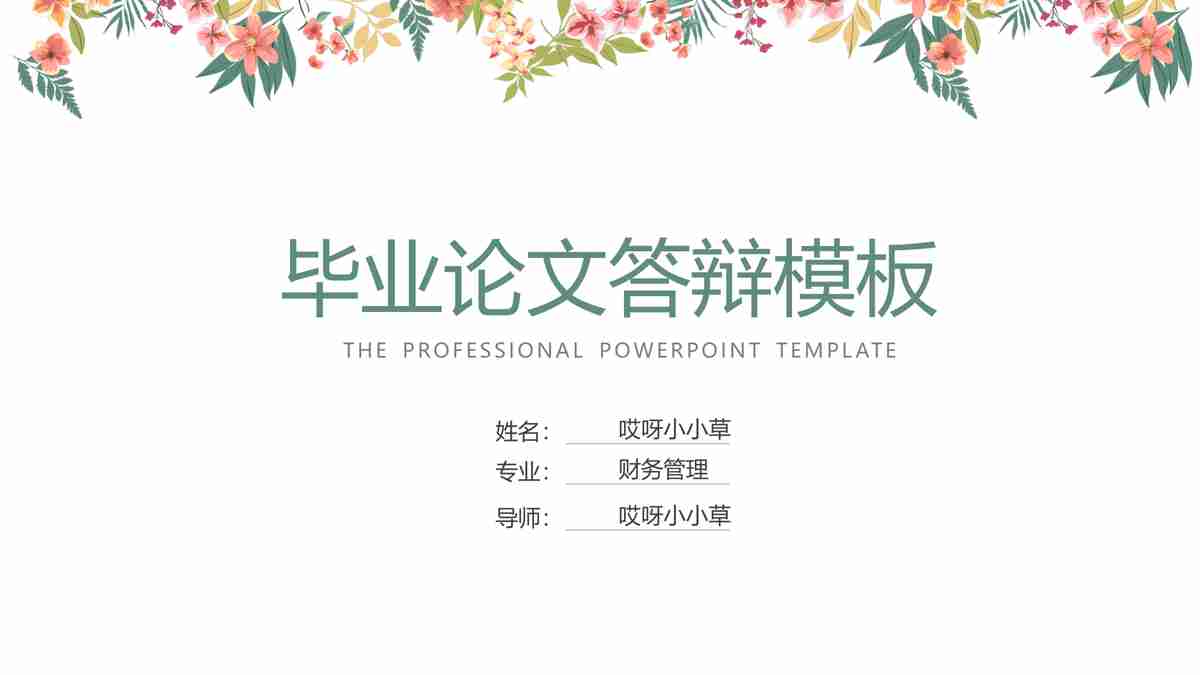 毕业论文答辩模板
THE PROFESSIONAL POWERPOINT TEMPLATE
姓名： 哎呀小小草
专业： 财务管理
导师： 哎呀小小草